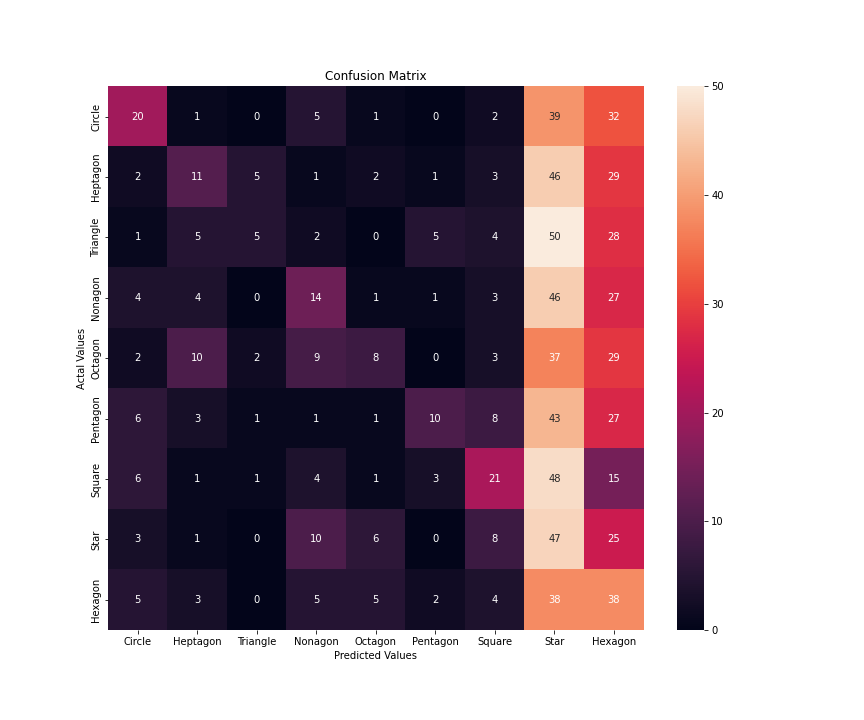 Confusion Matrix
Circle 20 1 0 5 1 0 2 39 32
Heptagon 2 11 5 1 2 1 3 46 29
Triangle 1 5 5 2 0 5 4 50 28
Nonagon 4 4 0 14 1 1 3 46 27
Octagon 2 10 2 9 8 0 3 37 29
Pentagon 6 3 1 1 1 10 8 43 27
Square 6 1 1 4 1 3 21 48 15
Star 3 1 0 10 6 0 8 47 25
Hexagon 5 3 0 5 5 2 4 38 38
Actal Values
Circle Heptagon Triangle Nonagon Octagon Pentagon Square Star Hexagon
Predicted Values
50
40
30
20
10
0